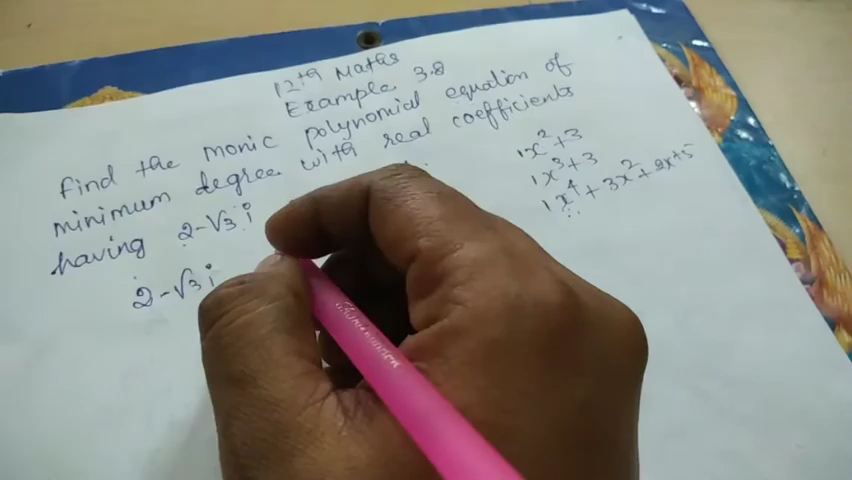 12th Maths
Example 3.8
Find the monic polynomial equation of
minimum degree with real coefficients
having 2-√3 i
2-√3 i
1x² + 3
1x³ + 3
1x⁴ + 3x² + 2x + 5